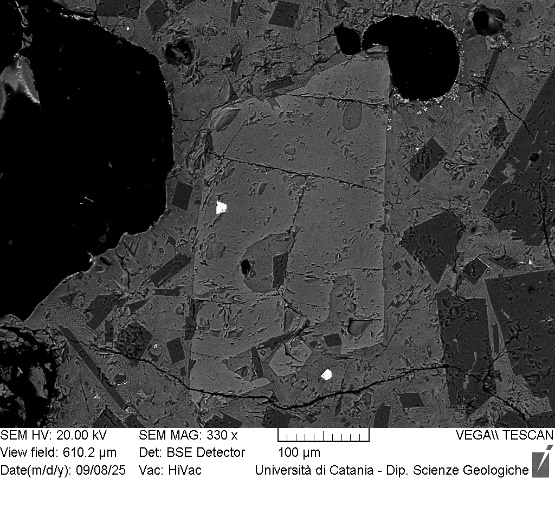 SEM HV: 20.00 kV SEM MAG: 330 x VEGA\\ TESCAN
View field: 610.2 µm Det: BSE Detector 100 µm
Date(m/d/y): 09/08/25 Vac: HiVac Università di Catania - Dip. Scienze Geologiche